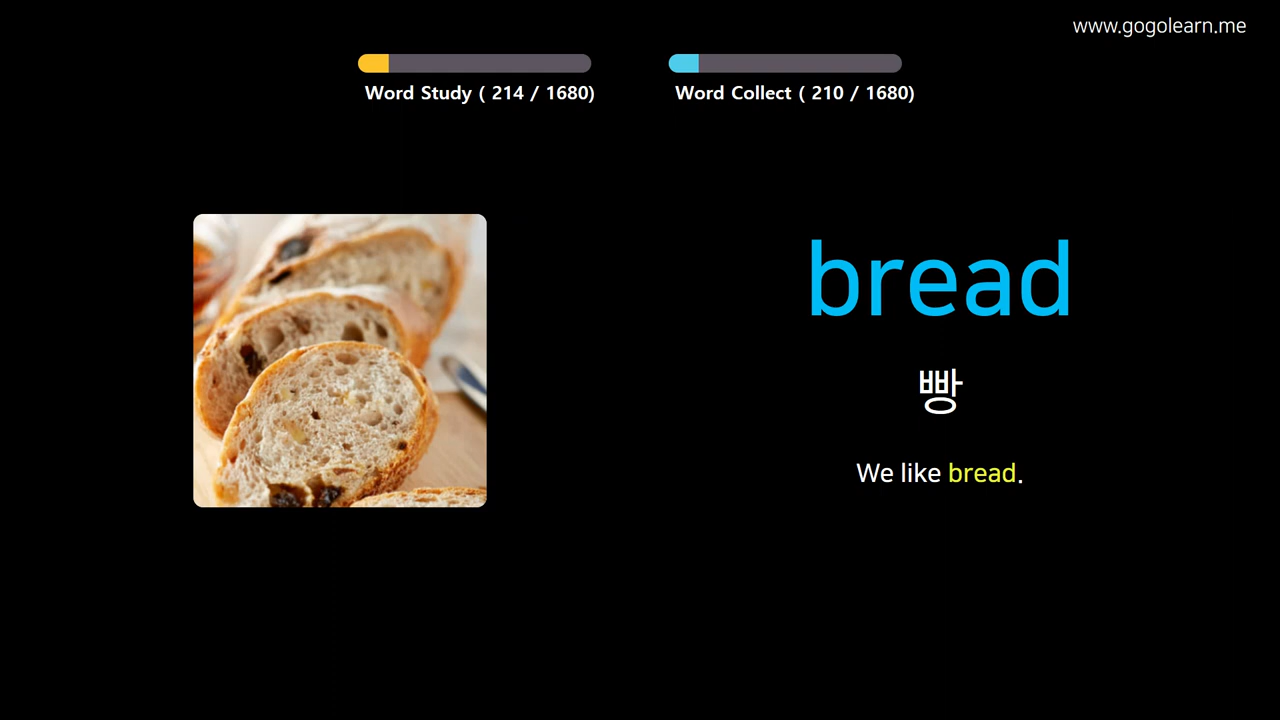 www.gogolearn.me
Word Study ( 214 / 1680)
Word Collect ( 210 / 1680)
bread
빵
We like bread.